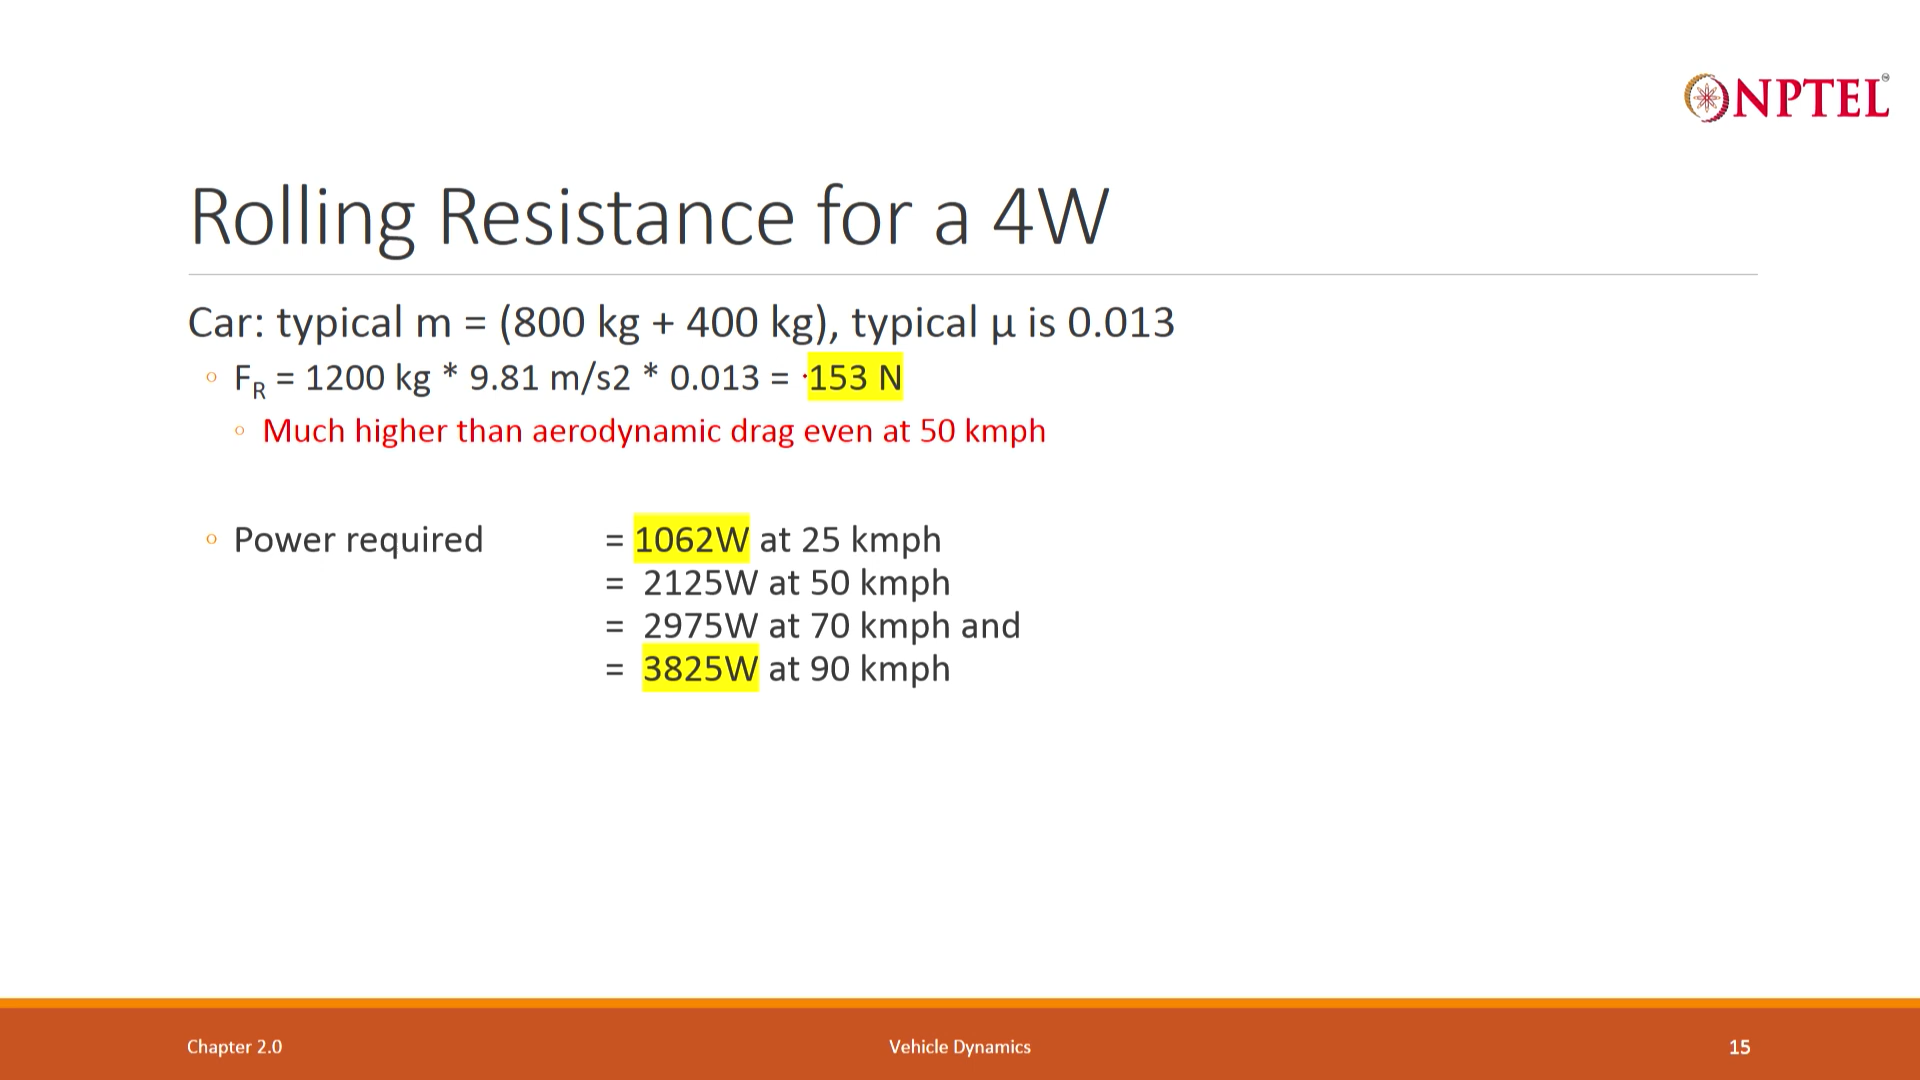 NPTEL
Rolling Resistance for a 4W
Car: typical m = (800 kg + 400 kg), typical μ is 0.013
◦ FR = 1200 kg * 9.81 m/s2 * 0.013 = 153 N
◦ Much higher than aerodynamic drag even at 50 kmph
◦ Power required = 1062W at 25 kmph
= 2125W at 50 kmph
= 2975W at 70 kmph and
= 3825W at 90 kmph
Chapter 2.0 Vehicle Dynamics 15